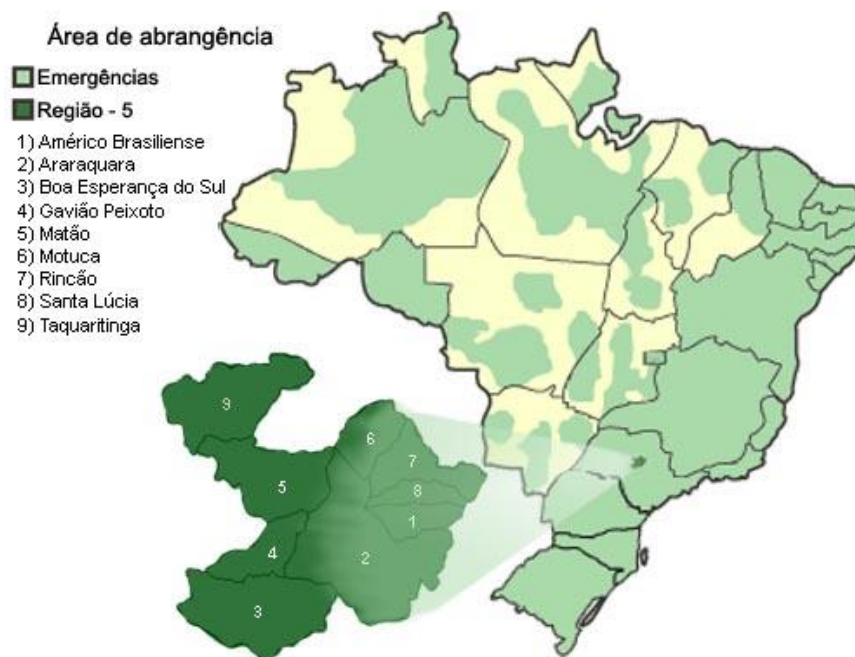 Área de abrangência
Emergências
Região - 5
1) Américo Brasiliense
2) Araraquara
3) Boa Esperança do Sul
4) Gavião Peixoto
5) Matão
6) Motuca
7) Rincão
8) Santa Lúcia
9) Taquaritinga
9
6
7
5
8
1
4
2
3